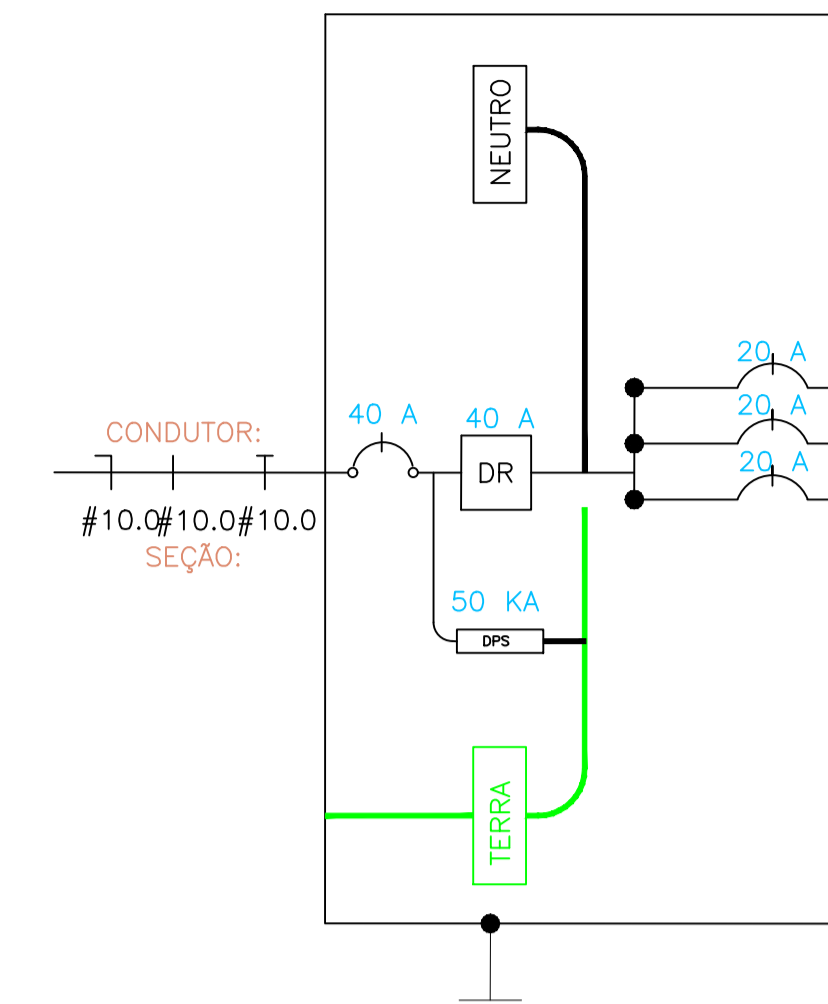 NEUTRO
20 A
20 A
20 A
40 A
40 A
CONDUTOR:
DR
#10.0#10.0#10.0
SEÇÃO:
50 KA
DPS
TERRA